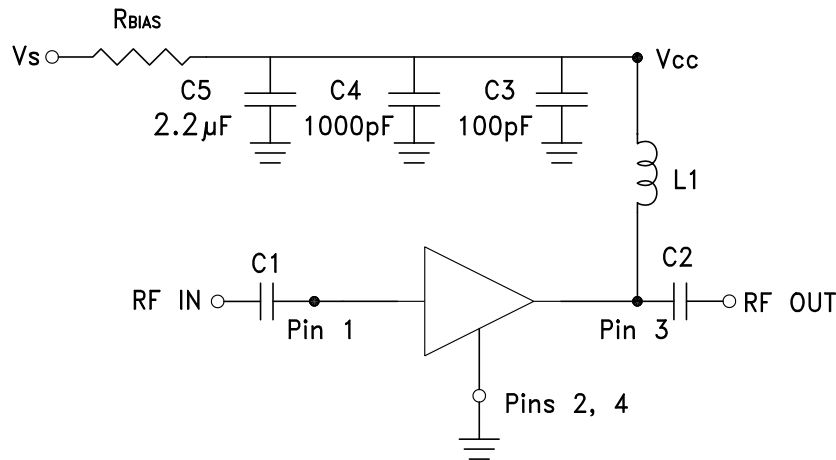 RBIAS
Vs
Vcc
C5
C4
C3
2.2µF
1000pF
100pF
L1
C1
C2
RF IN
RF OUT
Pin 1
Pin 3
Pins 2, 4